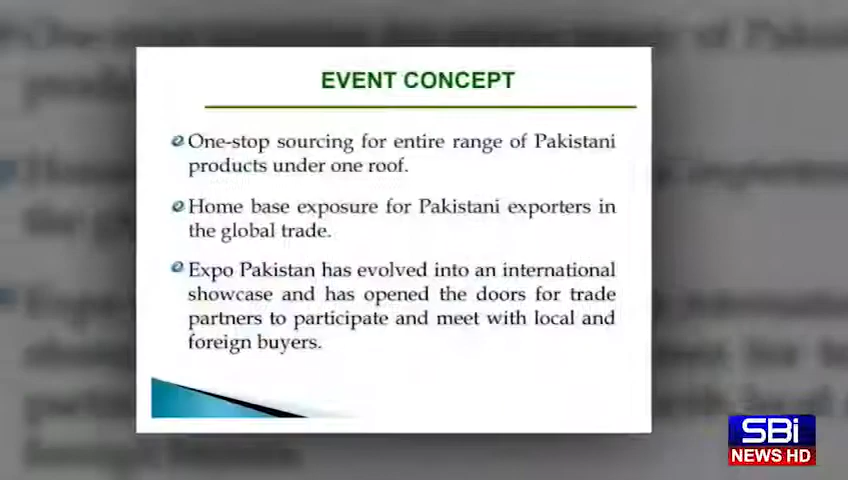 EVENT CONCEPT
One-stop sourcing for entire range of Pakistani
products under one roof.
Home base exposure for Pakistani exporters in
the global trade.
Expo Pakistan has evolved into an international
showcase and has opened the doors for trade
partners to participate and meet with local and
foreign buyers.
SBi
NEWS HD